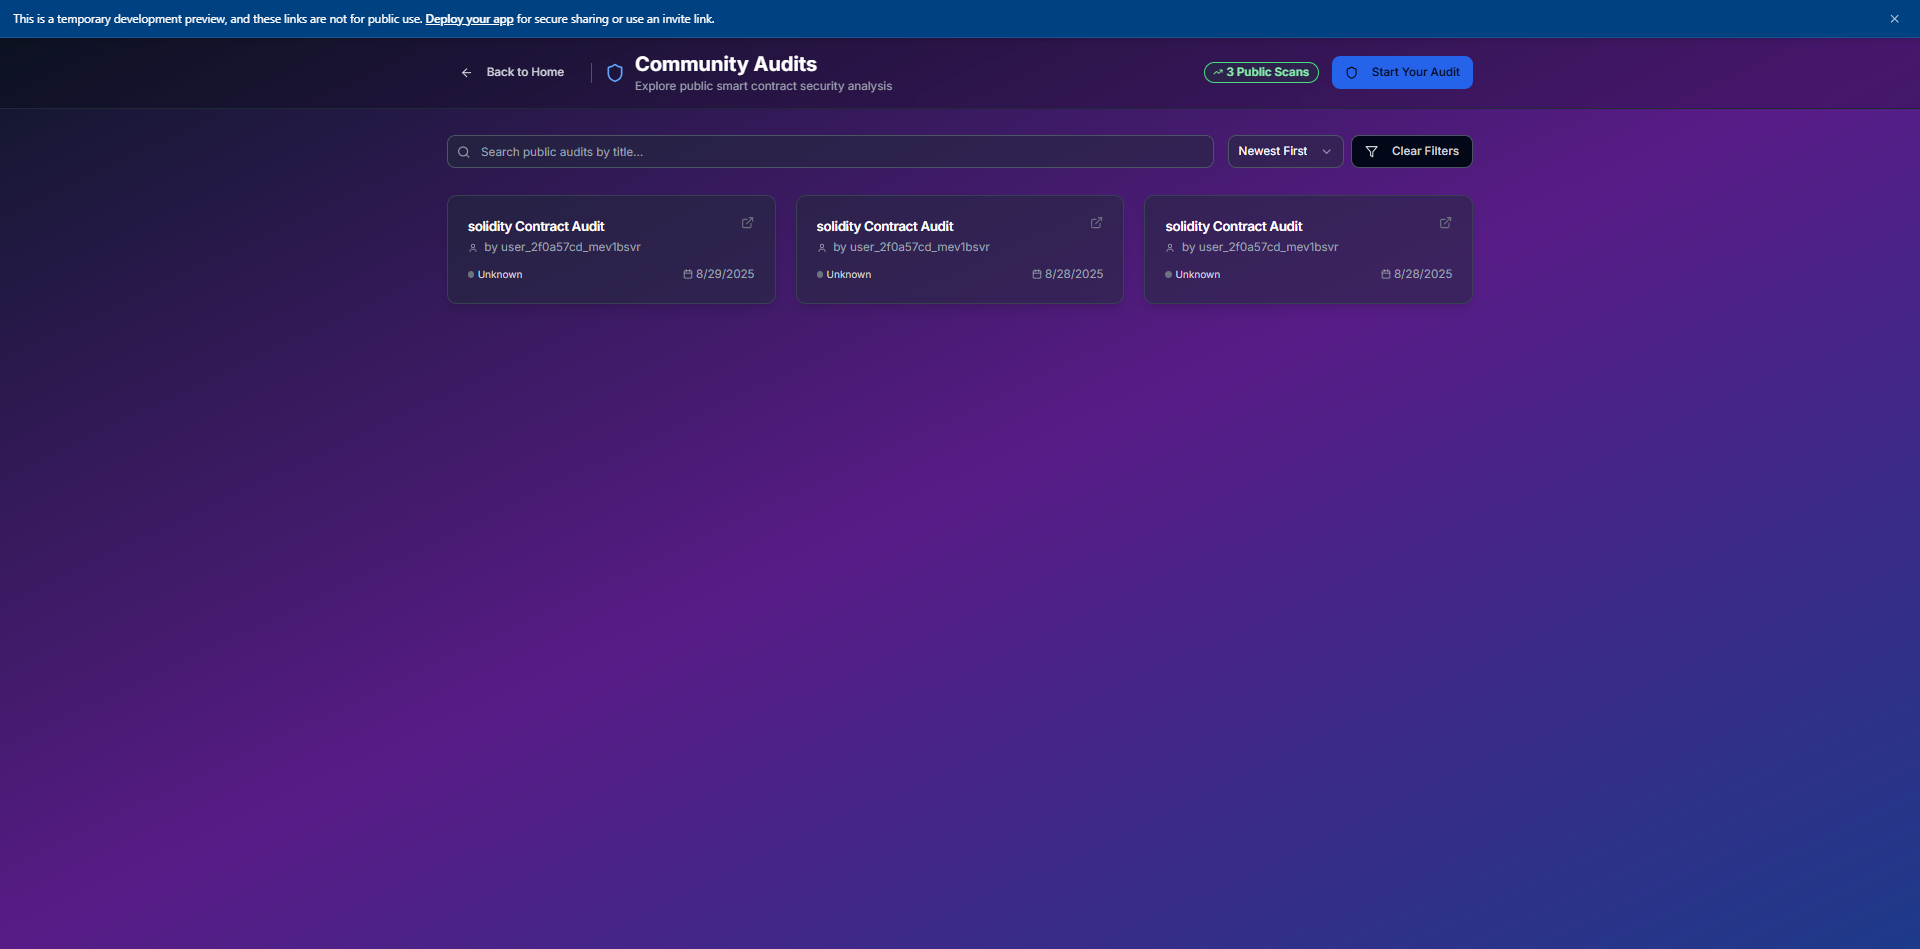 This is a temporary development preview, and these links are not for public use. Deploy your app for secure sharing or use an invite link.
Back to Home
Community Audits
Explore public smart contract security analysis
3 Public Scans
Start Your Audit
Search public audits by title...
Newest First
Clear Filters
solidity Contract Audit
by user_2f0a57cd_mev1bsvr
Unknown
8/29/2025
solidity Contract Audit
by user_2f0a57cd_mev1bsvr
Unknown
8/28/2025
solidity Contract Audit
by user_2f0a57cd_mev1bsvr
Unknown
8/28/2025